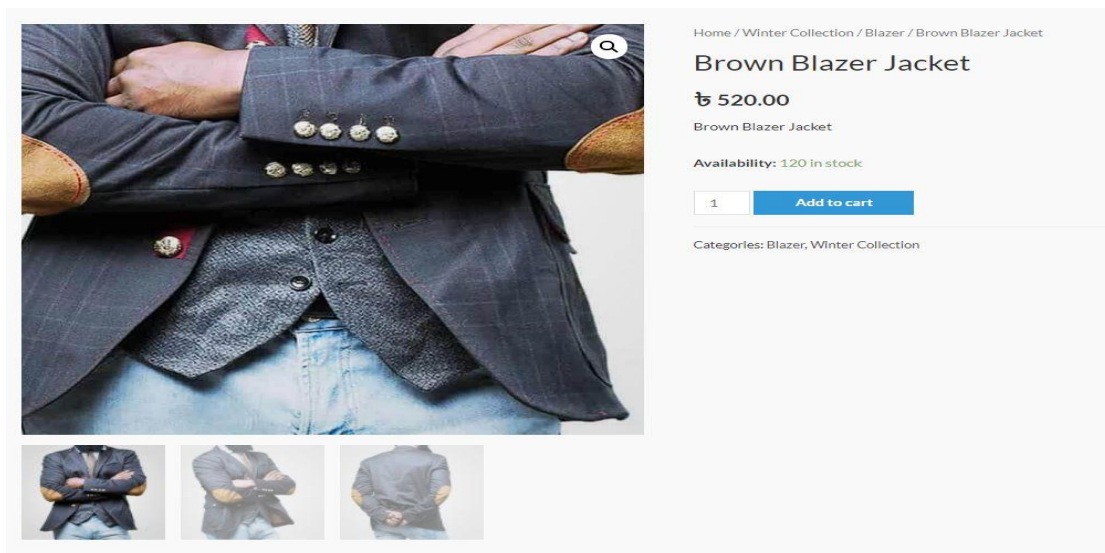 Home / Winter Collection / Blazer / Brown Blazer Jacket
Brown Blazer Jacket
৳ 520.00
Brown Blazer Jacket
Availability: 120 in stock
1
Add to cart
Categories: Blazer, Winter Collection